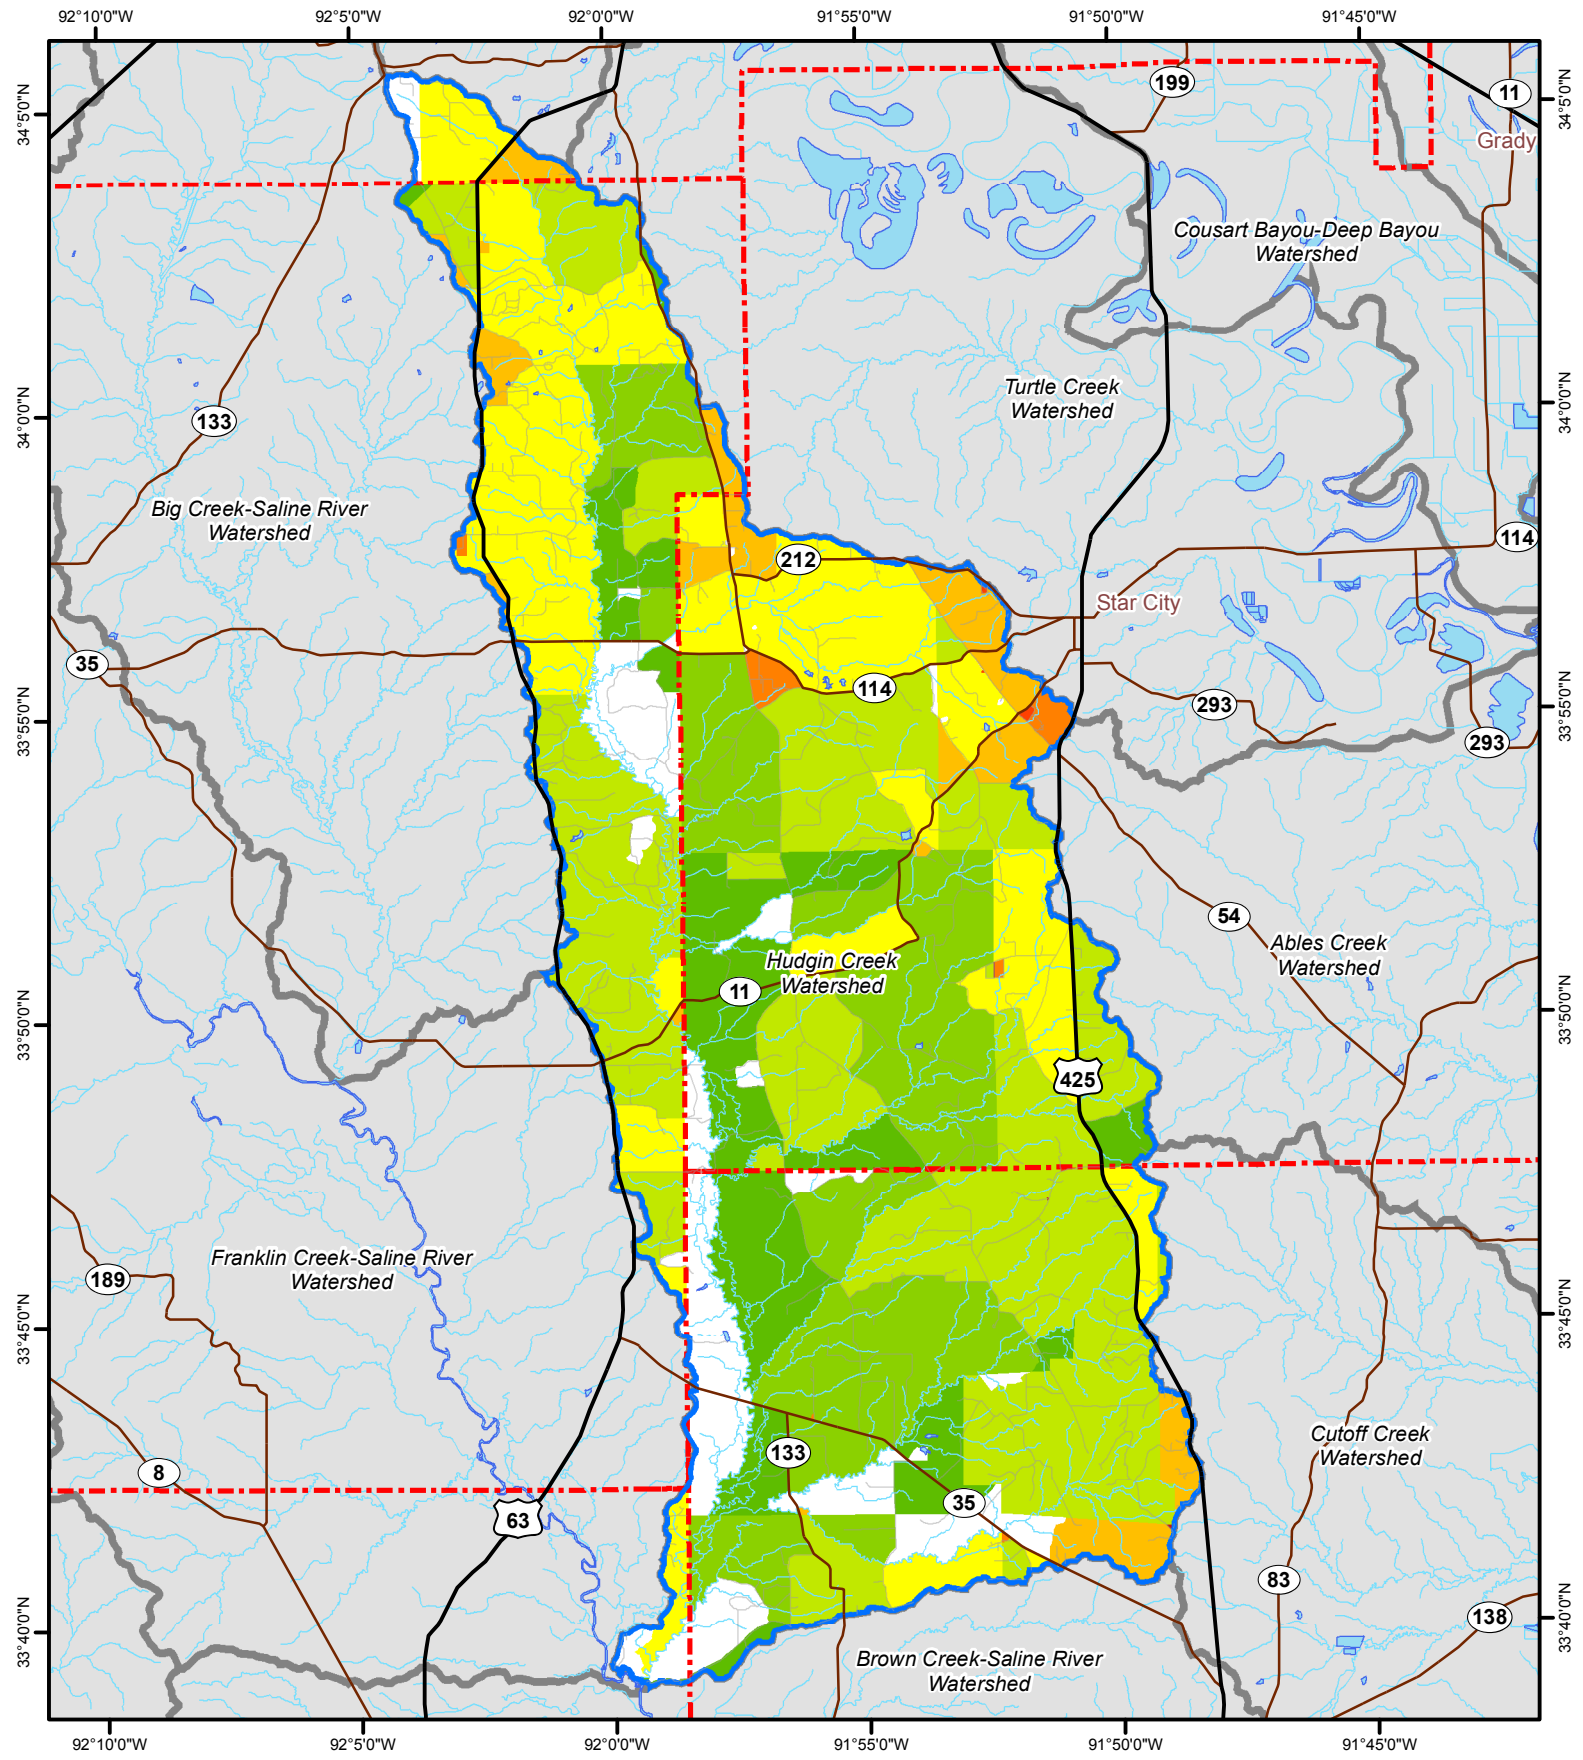 92°10'0"W
92°5'0"W
92°0'0"W
91°55'0"W
91°50'0"W
91°45'0"W
34°5'0"N
34°5'0"N
199
11
Grady
Cousart Bayou-Deep Bayou
Watershed
Turtle Creek
Watershed
34°0'0"N
34°0'0"N
133
Big Creek-Saline River
Watershed
114
212
Star City
35
114
293
293
33°55'0"N
33°55'0"N
54
Ables Creek
Watershed
Hudgin Creek
Watershed
11
33°50'0"N
33°50'0"N
425
Franklin Creek-Saline River
Watershed
189
33°45'0"N
33°45'0"N
Cutoff Creek
Watershed
133
8
35
63
83
138
33°40'0"N
33°40'0"N
Brown Creek-Saline River
Watershed
92°10'0"W
92°5'0"W
92°0'0"W
91°55'0"W
91°50'0"W
91°45'0"W